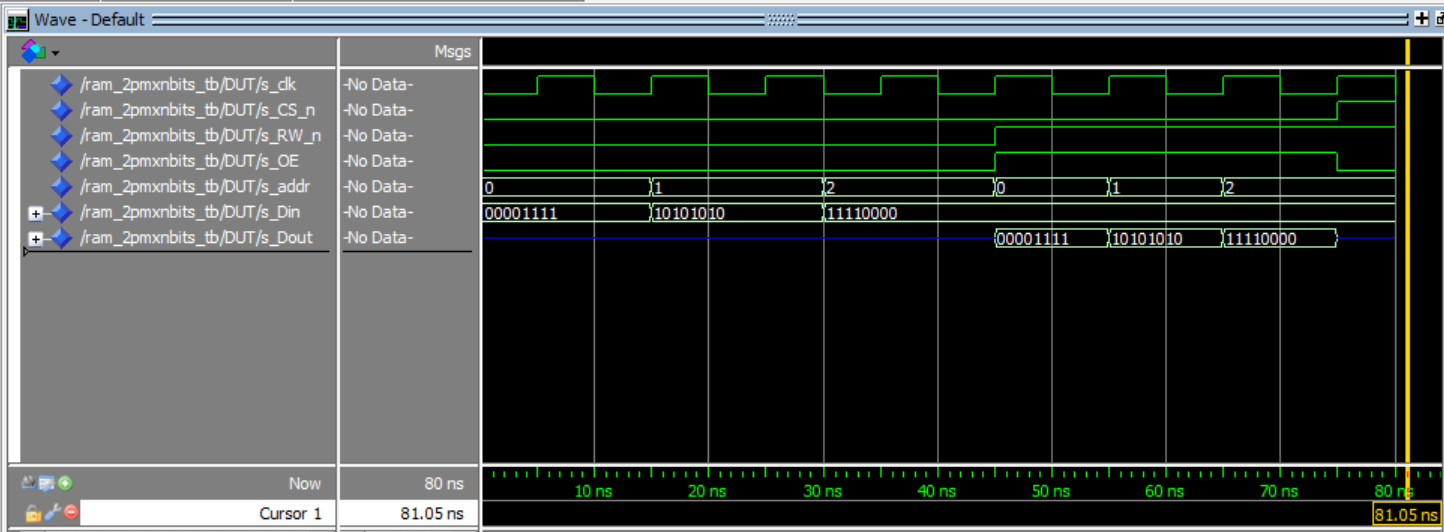 Wave - Default
Msgs
/ram_2pmxnbits_tb/DUT/s_clk -No Data-
/ram_2pmxnbits_tb/DUT/s_CS_n -No Data-
/ram_2pmxnbits_tb/DUT/s_RW_n -No Data-
/ram_2pmxnbits_tb/DUT/s_OE -No Data-
/ram_2pmxnbits_tb/DUT/s_addr -No Data- 0 1 2 0 1 2
/ram_2pmxnbits_tb/DUT/s_Din -No Data- 00001111 10101010 11110000
/ram_2pmxnbits_tb/DUT/s_Dout -No Data- 00001111 10101010 11110000
Now 80 ns 10 ns 20 ns 30 ns 40 ns 50 ns 60 ns 70 ns 80 ns
Cursor 1 81.05 ns 81.05 ns